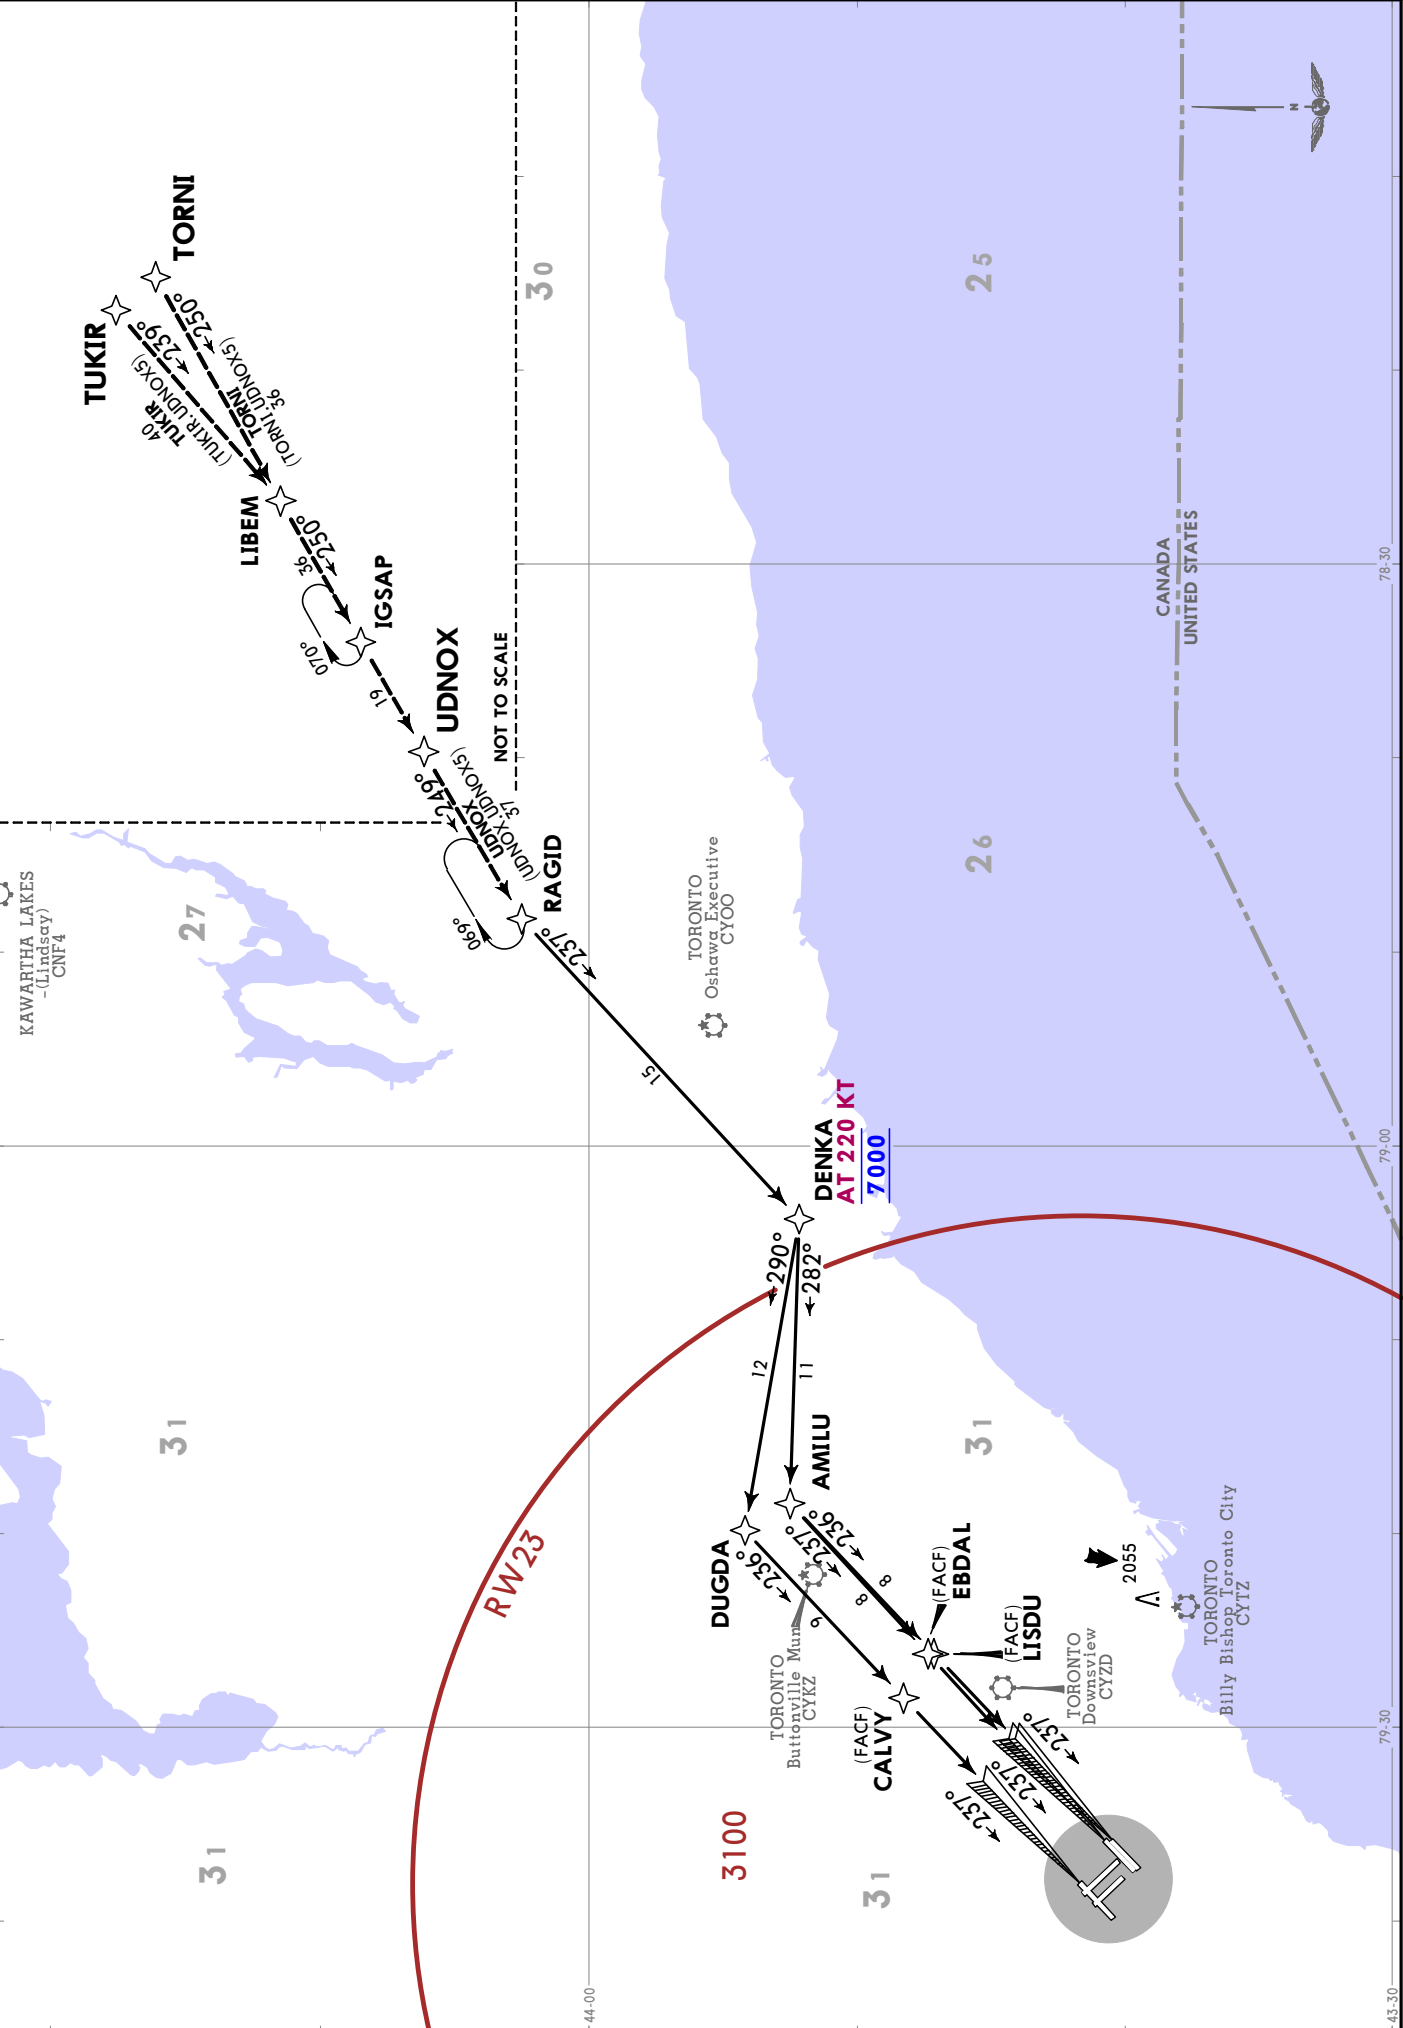 TORNI
TUKIR
250°
239°
(TORNI.UDNOX5)
36
TORNI
(TUKIR.UDNOX5)
TUKIR
40
LIBEM
250°
36
IGSAP
070°
19
UDNOX
249°
(UDNOX.UDNOX5)
UDNOX
37
NOT TO SCALE
RAGID
069°
237°
15
KAWARTHA LAKES
-(Lindsay)
CNF4
27
30
25
26
N
CANADA
UNITED STATES
78-30
TORONTO
Oshawa Executive
CYOO
79-00
DENKA
AT 220 KT
7000
290°
282°
12
11
31
31
RW23
AMILU
DUGDA
236°
237°
236°
9
8
8
(FACF)
EBDAL
(FACF)
LISDU
2055
TORONTO
Buttonville Muni
CYKZ
TORONTO
Downsview
CYZD
TORONTO
Billy Bishop Toronto City
CYTZ
(FACF)
CALVY
237°
237°
237°
79-30
31
3100
31
44-00
43-30